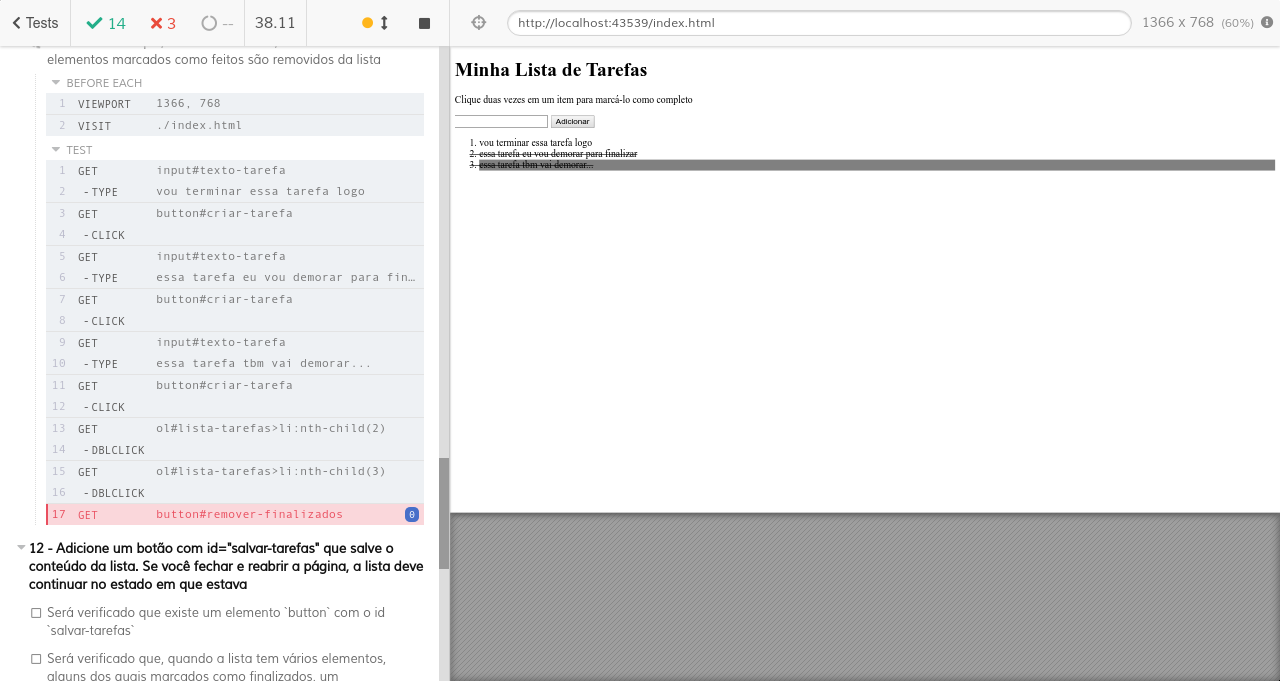 Tests
14
3
--
38.11
http://localhost:43539/index.html
1366 x 768 (60%)
elementos marcados como feitos são removidos da lista
BEFORE EACH
1 VIEWPORT 1366, 768
2 VISIT ./index.html
TEST
1 GET input#texto-tarefa
2 -TYPE vou terminar essa tarefa logo
3 GET button#criar-tarefa
4 -CLICK
5 GET input#texto-tarefa
6 -TYPE essa tarefa eu vou demorar para fin…
7 GET button#criar-tarefa
8 -CLICK
9 GET input#texto-tarefa
10 -TYPE essa tarefa tbm vai demorar...
11 GET button#criar-tarefa
12 -CLICK
13 GET ol#lista-tarefas>li:nth-child(2)
14 -DBLCLICK
15 GET ol#lista-tarefas>li:nth-child(3)
16 -DBLCLICK
17 GET button#remover-finalizados 0
12 - Adicione um botão com id="salvar-tarefas" que salve o
conteúdo da lista. Se você fechar e reabrir a página, a lista deve
continuar no estado em que estava
Será verificado que existe um elemento `button` com o id
`salvar-tarefas`
Será verificado que, quando a lista tem vários elementos,
alguns dos quais marcados como finalizados, um
Minha Lista de Tarefas
Clique duas vezes em um item para marcá-lo como completo
Adicionar
1. vou terminar essa tarefa logo
2. essa tarefa eu vou demorar para finalizar
3. essa tarefa tbm vai demorar...